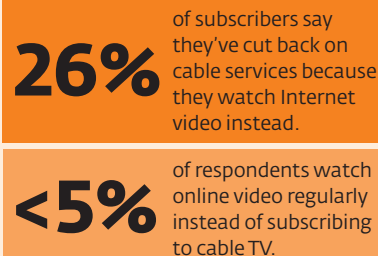 26%
of subscribers say
they've cut back on
cable services because
they watch Internet
video instead.
<5%
of respondents watch
online video regularly
instead of subscribing
to cable TV.